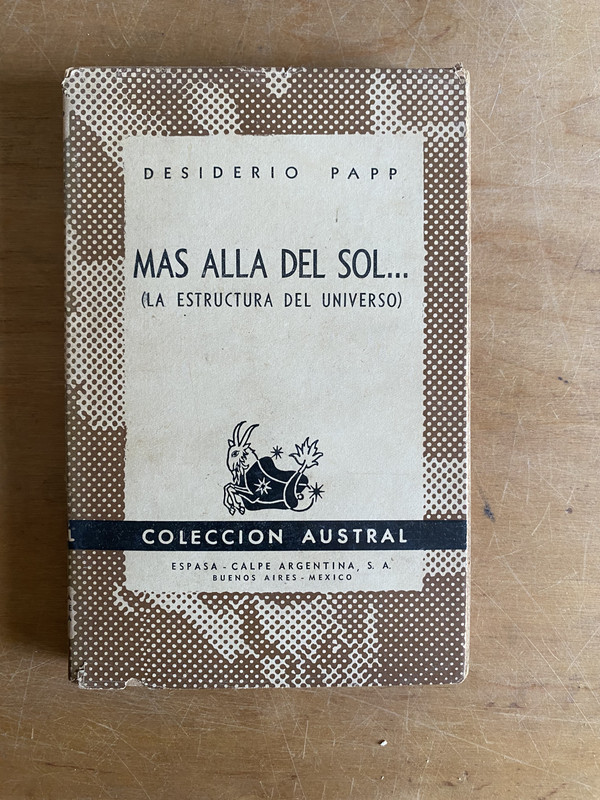 DESIDERIO PAPP
MAS ALLA DEL SOL...
(LA ESTRUCTURA DEL UNIVERSO)
L
COLECCION AUSTRAL
ESPASA - CALPE ARGENTINA, S. A.
BUENOS AIRES - MEXICO